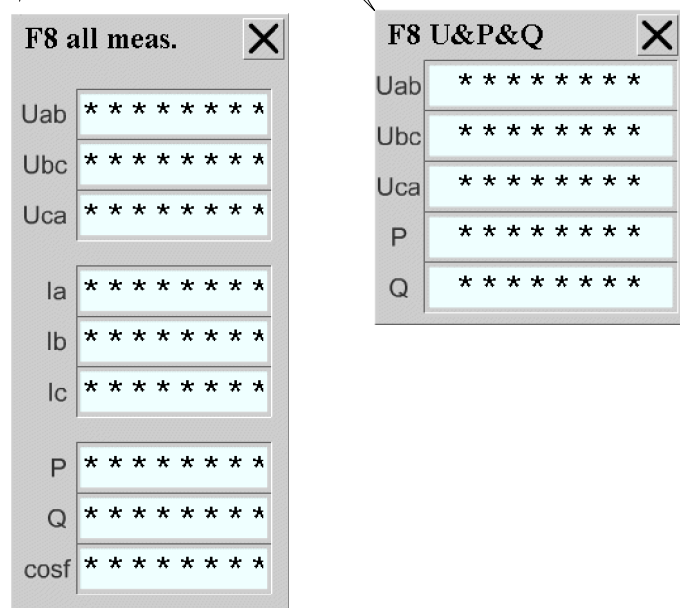 F8 all meas.
Uab * * * * * * * *
Ubc * * * * * * * *
Uca * * * * * * * *
Ia * * * * * * * *
Ib * * * * * * * *
Ic * * * * * * * *
P * * * * * * * *
Q * * * * * * * *
cosf * * * * * * * *
F8 U&P&Q
Uab * * * * * * * *
Ubc * * * * * * * *
Uca * * * * * * * *
P * * * * * * * *
Q * * * * * * * *